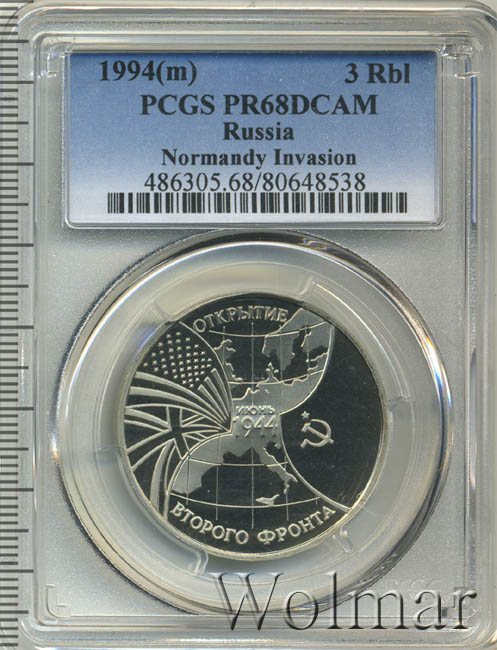 1994(m) 3 Rbl
PCGS PR68DCAM
Russia
Normandy Invasion
486305.68/80648538
ОТКРЫТИЕ
ИЮНЬ
1944
ВТОРОГО ФРОНТА
Wolmar